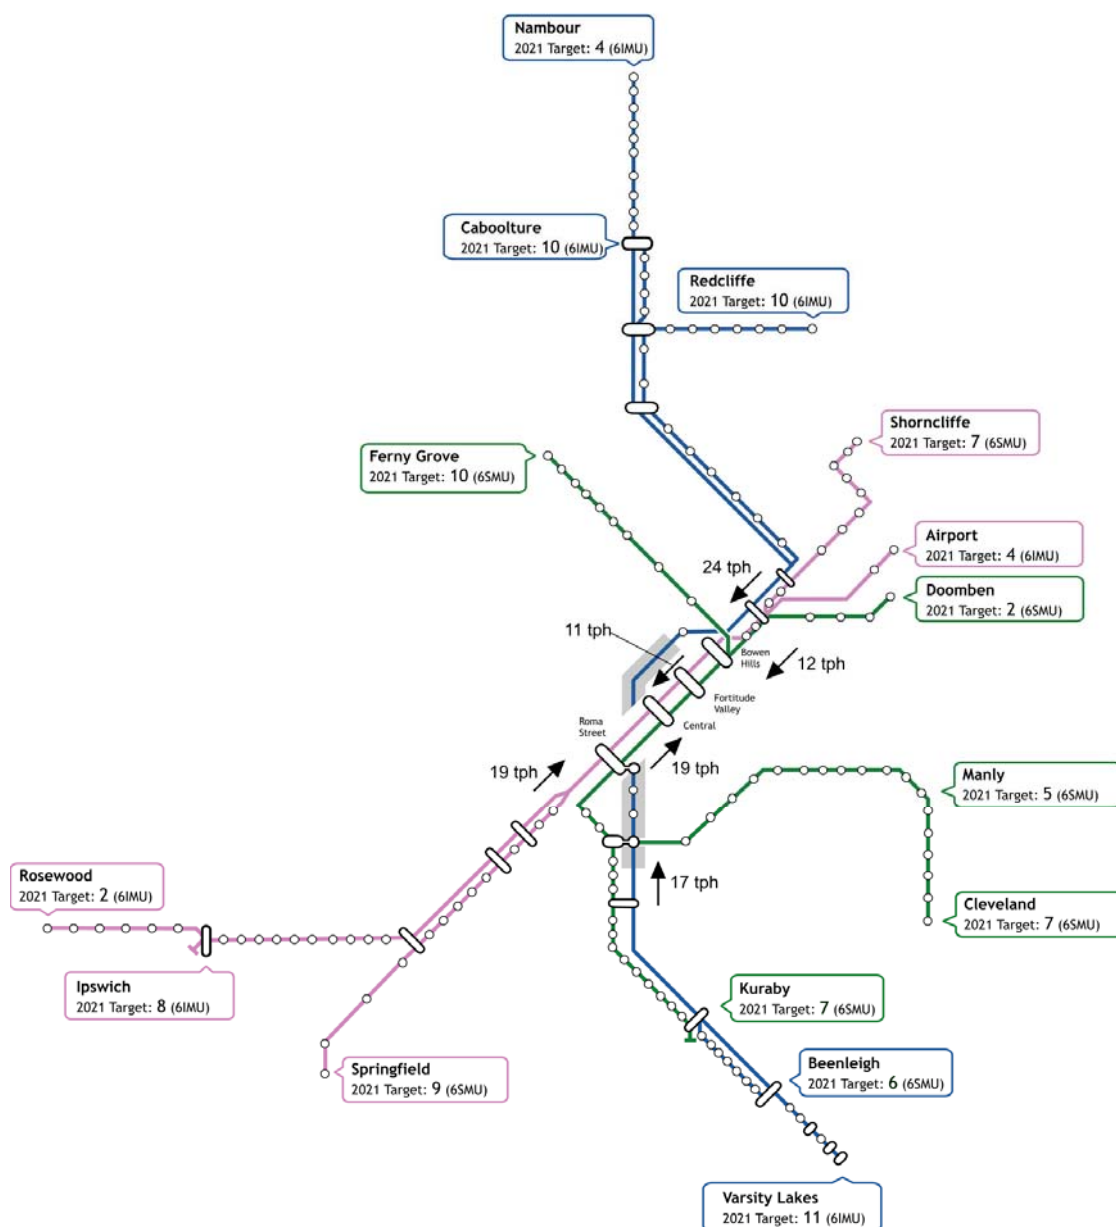 Nambour
2021 Target: 4 (6IMU)
Caboolture
2021 Target: 10 (6IMU)
Redcliffe
2021 Target: 10 (6IMU)
Shorncliffe
2021 Target: 7 (6SMU)
Ferny Grove
2021 Target: 10 (6SMU)
Airport
2021 Target: 4 (6IMU)
24 tph
Doomben
2021 Target: 2 (6SMU)
11 tph
Bowen
Hills
12 tph
Fortitude
Valley
Central
Roma
Street
19 tph
19 tph
Manly
2021 Target: 5 (6SMU)
17 tph
Rosewood
2021 Target: 2 (6IMU)
Cleveland
2021 Target: 7 (6SMU)
Ipswich
2021 Target: 8 (6IMU)
Kuraby
2021 Target: 7 (6SMU)
Springfield
2021 Target: 9 (6SMU)
Beenleigh
2021 Target: 6 (6SMU)
Varsity Lakes
2021 Target: 11 (6IMU)